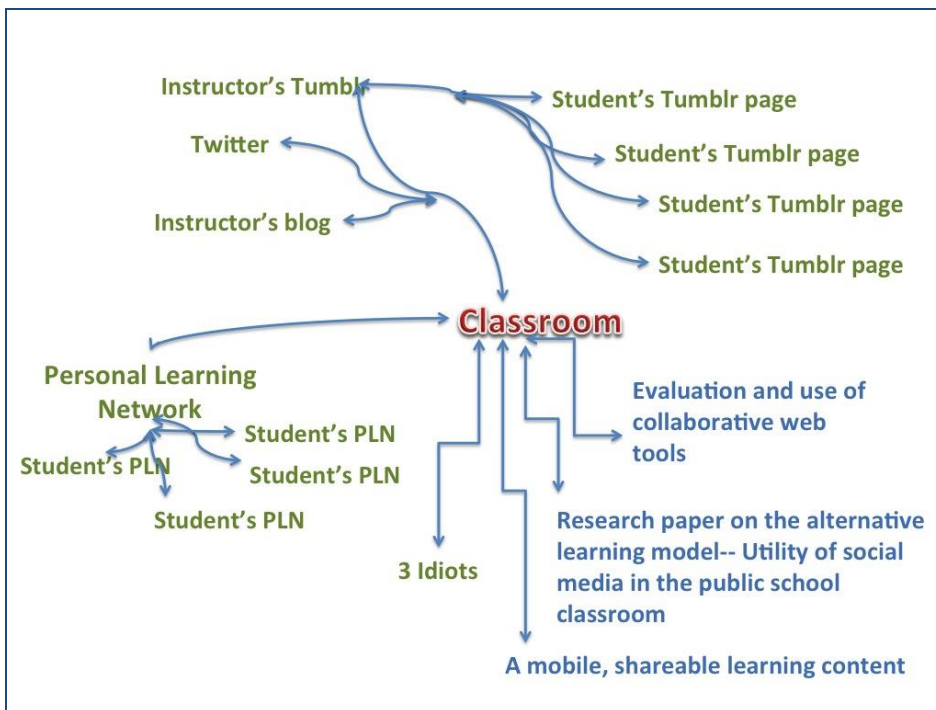 Instructor's Tumblr
Student's Tumblr page
Twitter
Student's Tumblr page
Student's Tumblr page
Instructor's blog
Student's Tumblr page
Classroom
Personal Learning
Network
Student's PLN
Student's PLN
Student's PLN
Student's PLN
Evaluation and use of
collaborative web
tools
3 Idiots
Research paper on the alternative
learning model-- Utility of social
media in the public school
classroom
A mobile, shareable learning content